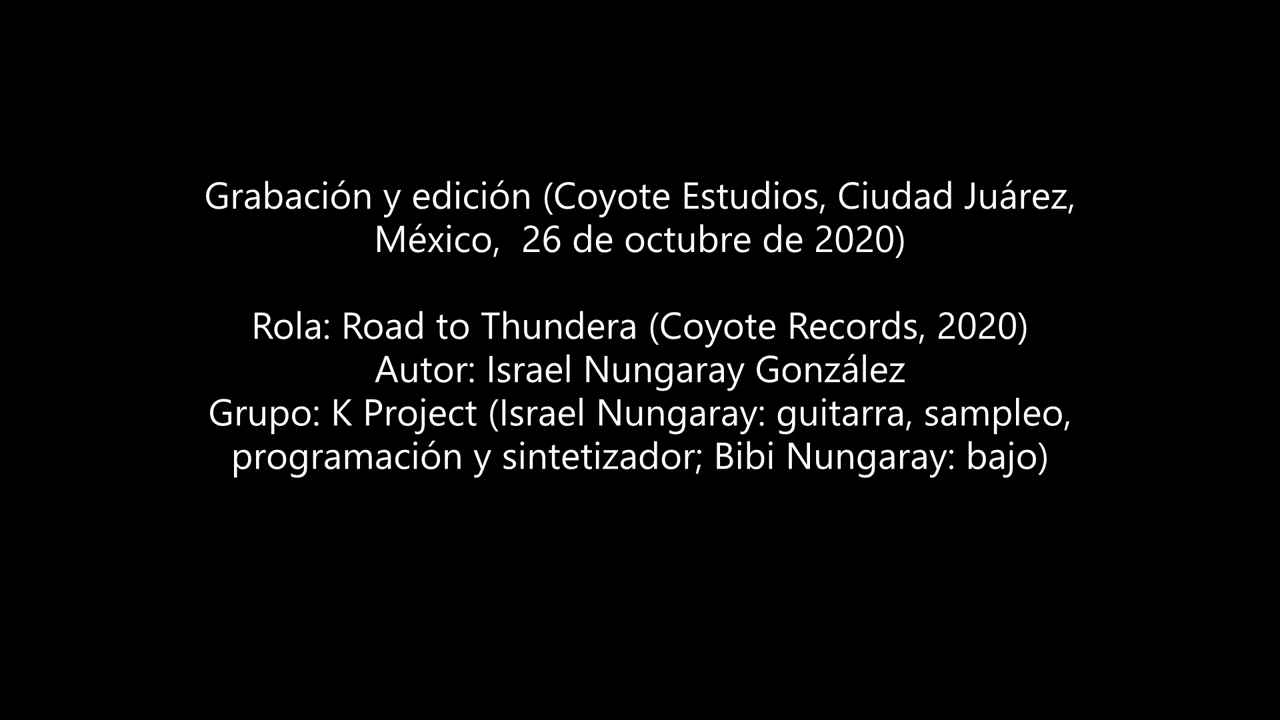 Grabación y edición (Coyote Estudios, Ciudad Juárez,
México,  26 de octubre de 2020)
Rola: Road to Thundera (Coyote Records, 2020)
Autor: Israel Nungaray González
Grupo: K Project (Israel Nungaray: guitarra, sampleo,
programación y sintetizador; Bibi Nungaray: bajo)